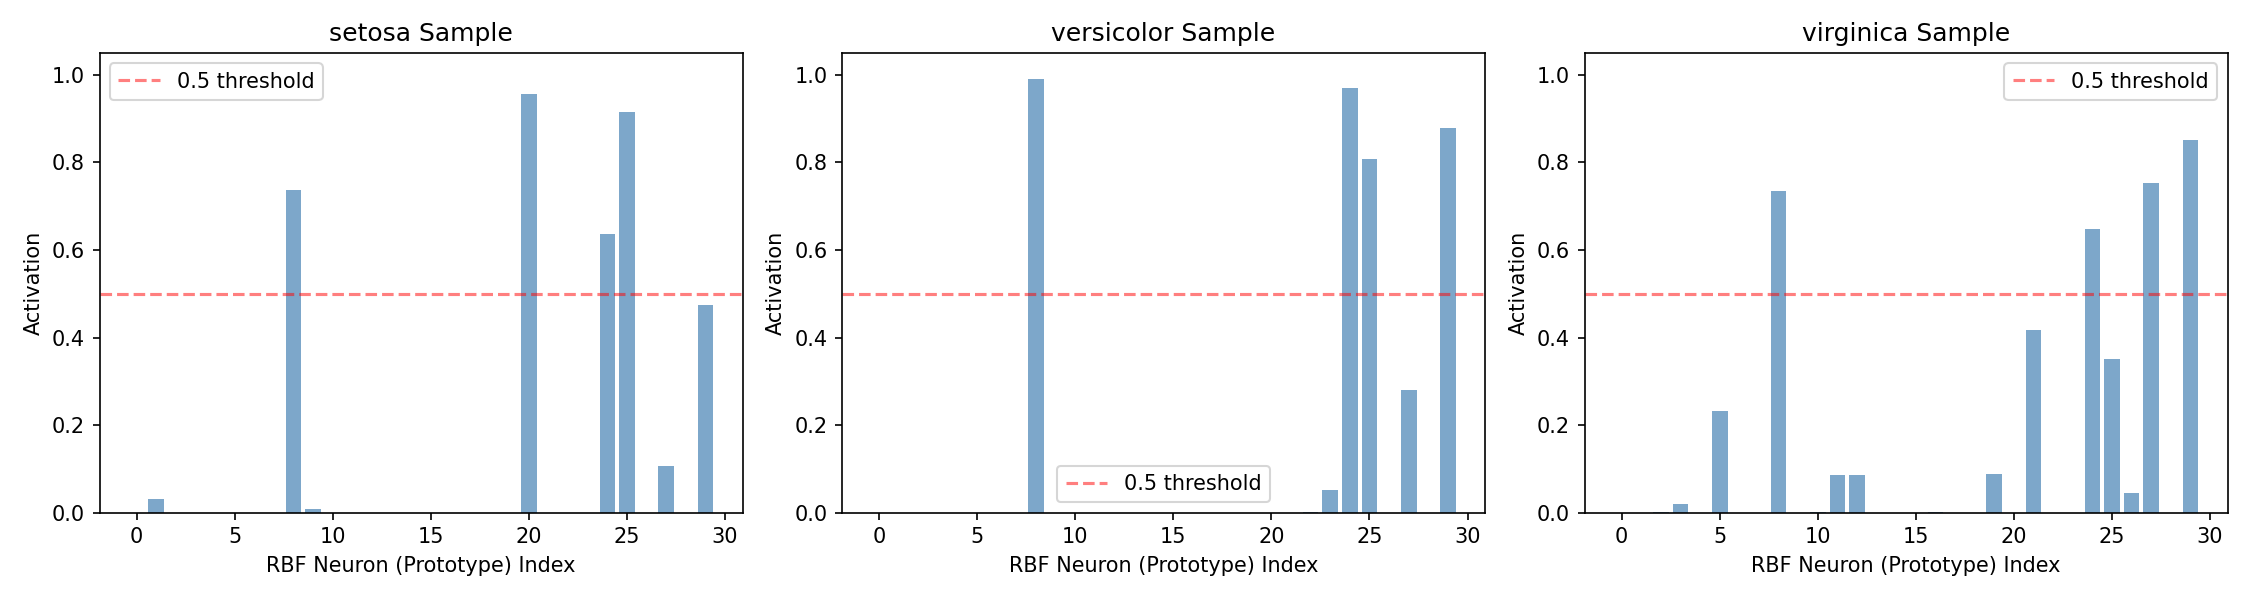 setosa Sample
1.0
0.8
0.6
0.4
0.2
0.0
Activation
0.5 threshold
0 5 10 15 20 25 30
RBF Neuron (Prototype) Index
versicolor Sample
1.0
0.8
0.6
0.4
0.2
0.0
Activation
0.5 threshold
0 5 10 15 20 25 30
RBF Neuron (Prototype) Index
virginica Sample
1.0
0.8
0.6
0.4
0.2
0.0
Activation
0.5 threshold
0 5 10 15 20 25 30
RBF Neuron (Prototype) Index